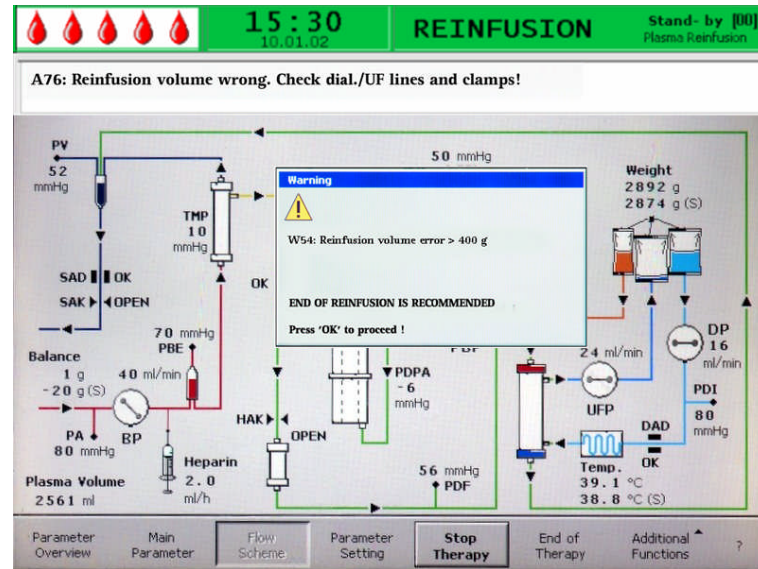 15:30
10.01.02
REINFUSION
Stand- by [00]
Plasma Reinfusion
A76: Reinfusion volume wrong. Check dial./UF lines and clamps!
PV
52
mmHg
50 mmHg
Warning
W54: Reinfusion volume error > 400 g
END OF REINFUSION IS RECOMMENDED
Press ‘OK’ to proceed !
Weight
2892 g
2874 g (S)
TMP
10
mmHg
OK
SAD OK
SAK OPEN
70 mmHg
PBE
Balance
1 g
-20 g (S)
40 ml/min
PA
80 mmHg
BP
Heparin
2.0
ml/h
Plasma Volume
2561 ml
HAK
OPEN
PDPA
-6
mmHg
56 mmHg
PDF
24 ml/min
UFP
DP
16
ml/min
PDI
80
mmHg
DAD
OK
Temp.
39.1 °C
38.8 °C (S)
Parameter
Overview
Main
Parameter
Flow
Scheme
Parameter
Setting
Stop
Therapy
End of
Therapy
Additional
Functions
?